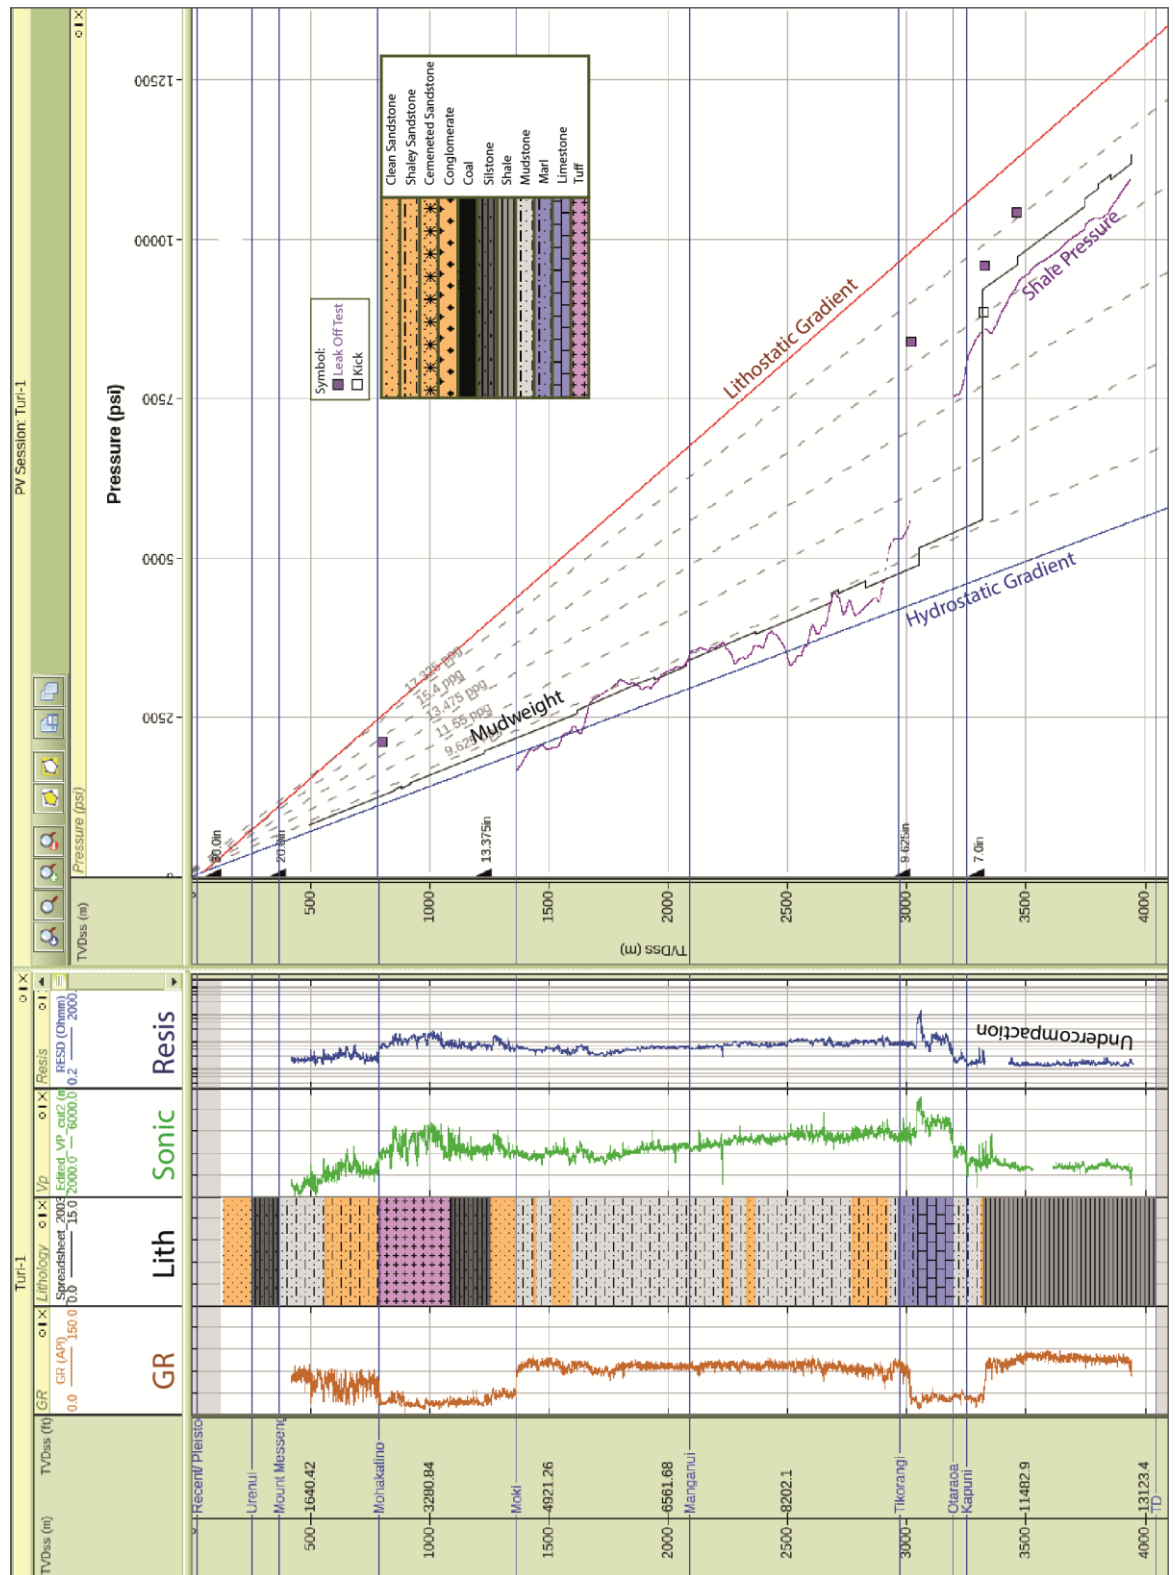 PV Session: Turi-1
Turi-1
TVDss (m)
TVDss (ft)
GR
GR (API)
0.0
150.0
GR
Lithology
Spreadsheet_2003
0.0
15.0
Lith
Vp
Edited_VP_cut2
2000.0
6000.0
Sonic
Resis
RESD (Ohmm)
0.2
2000.
Resis
TVDss (m)
Pressure (psi)
Pressure (psi)
0
2500
5000
7500
10000
12500
Recent/ Pleisto
Urenui
Mount Messeng
Mohakatino
Moki
Manganui
Tikorangi
Otaraoa
Kapuni
TD
500
1000
1500
2000
2500
3000
3500
4000
1640.42
3280.84
4921.26
6561.68
8202.1
11482.9
13123.4
Undercompaction
TVDss (m)
500
1000
1500
2000
2500
3000
3500
4000
30.0in
20.0in
13.375in
9.625in
7.0in
17.325 ppg
15.4 ppg
13.475 ppg
11.55 ppg
9.625
Mudweight
Lithostatic Gradient
Hydrostatic Gradient
Shale Pressure
Symbol:
Leak Off Test
Kick
Clean Sandstone
Shaley Sandstone
Cemeneted Sandstone
Conglomerate
Coal
Silstone
Shale
Mudstone
Marl
Limestone
Tuff